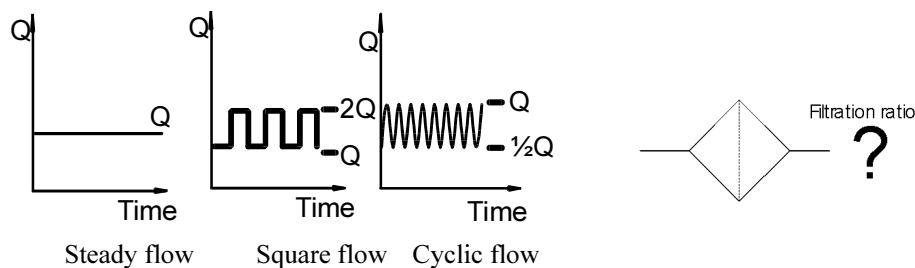 Q
Q
Time
Steady flow
Q
2Q
Q
Time
Square flow
Q
Q
½Q
Time
Cyclic flow
Filtration ratio
?